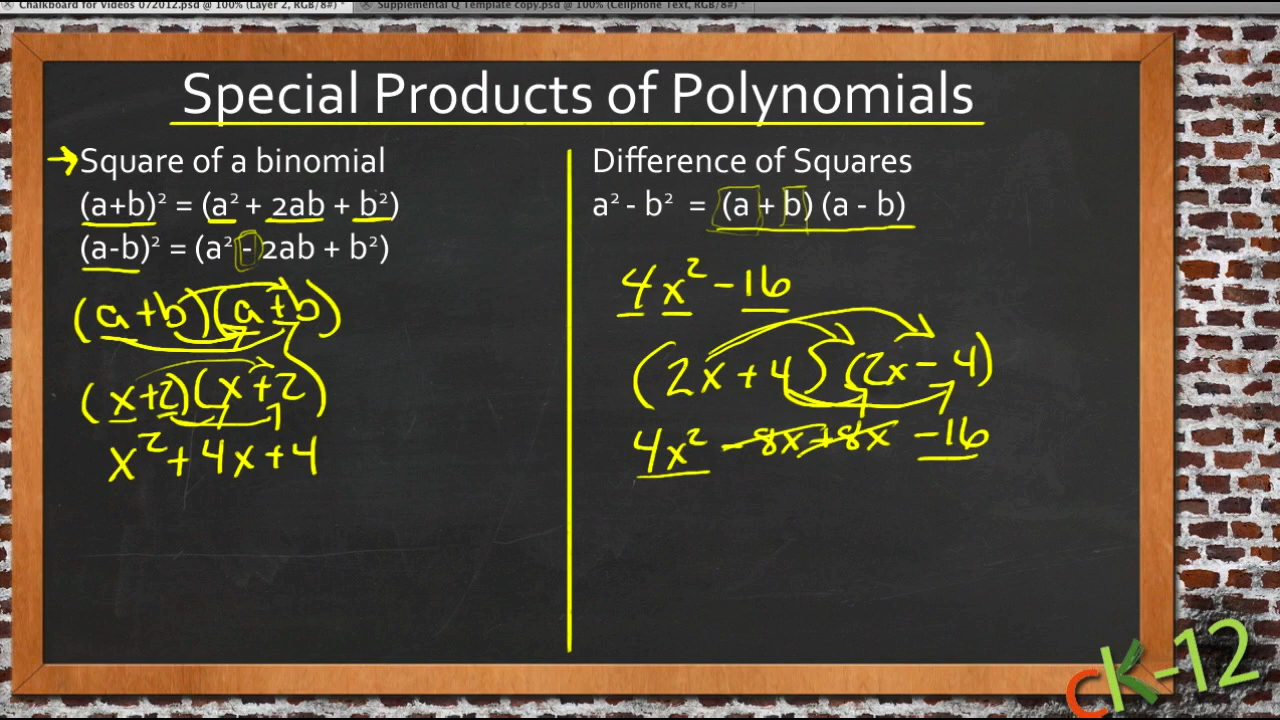 Chalkboard for Videos 072012.psd @ 100% (Layer 2, RGB/8#) *
Supplemental Q Template copy.psd @ 100% (Cellphone Text, RGB/8#) *
Special Products of Polynomials
→ Square of a binomial
(a+b)² = (a² + 2ab + b²)
(a-b)² = (a² - 2ab + b²)
(a+b)(a+b)
(x+2)(x+2)
x²+4x+4
Difference of Squares
a² - b² = (a + b) (a - b)
4x²-16
(2x+4)(2x-4)
4x² -8x+8x -16
CK-12